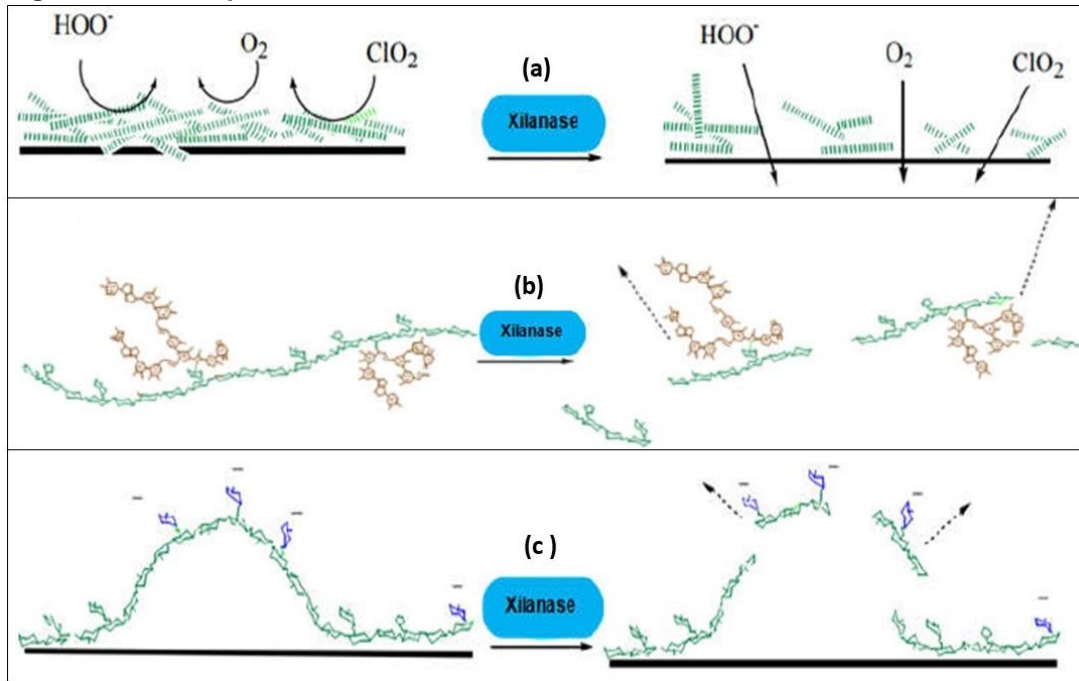 HOO⁻
O₂
ClO₂
(a)
Xilanase
HOO⁻
O₂
ClO₂
(b)
Xilanase
(c )
Xilanase